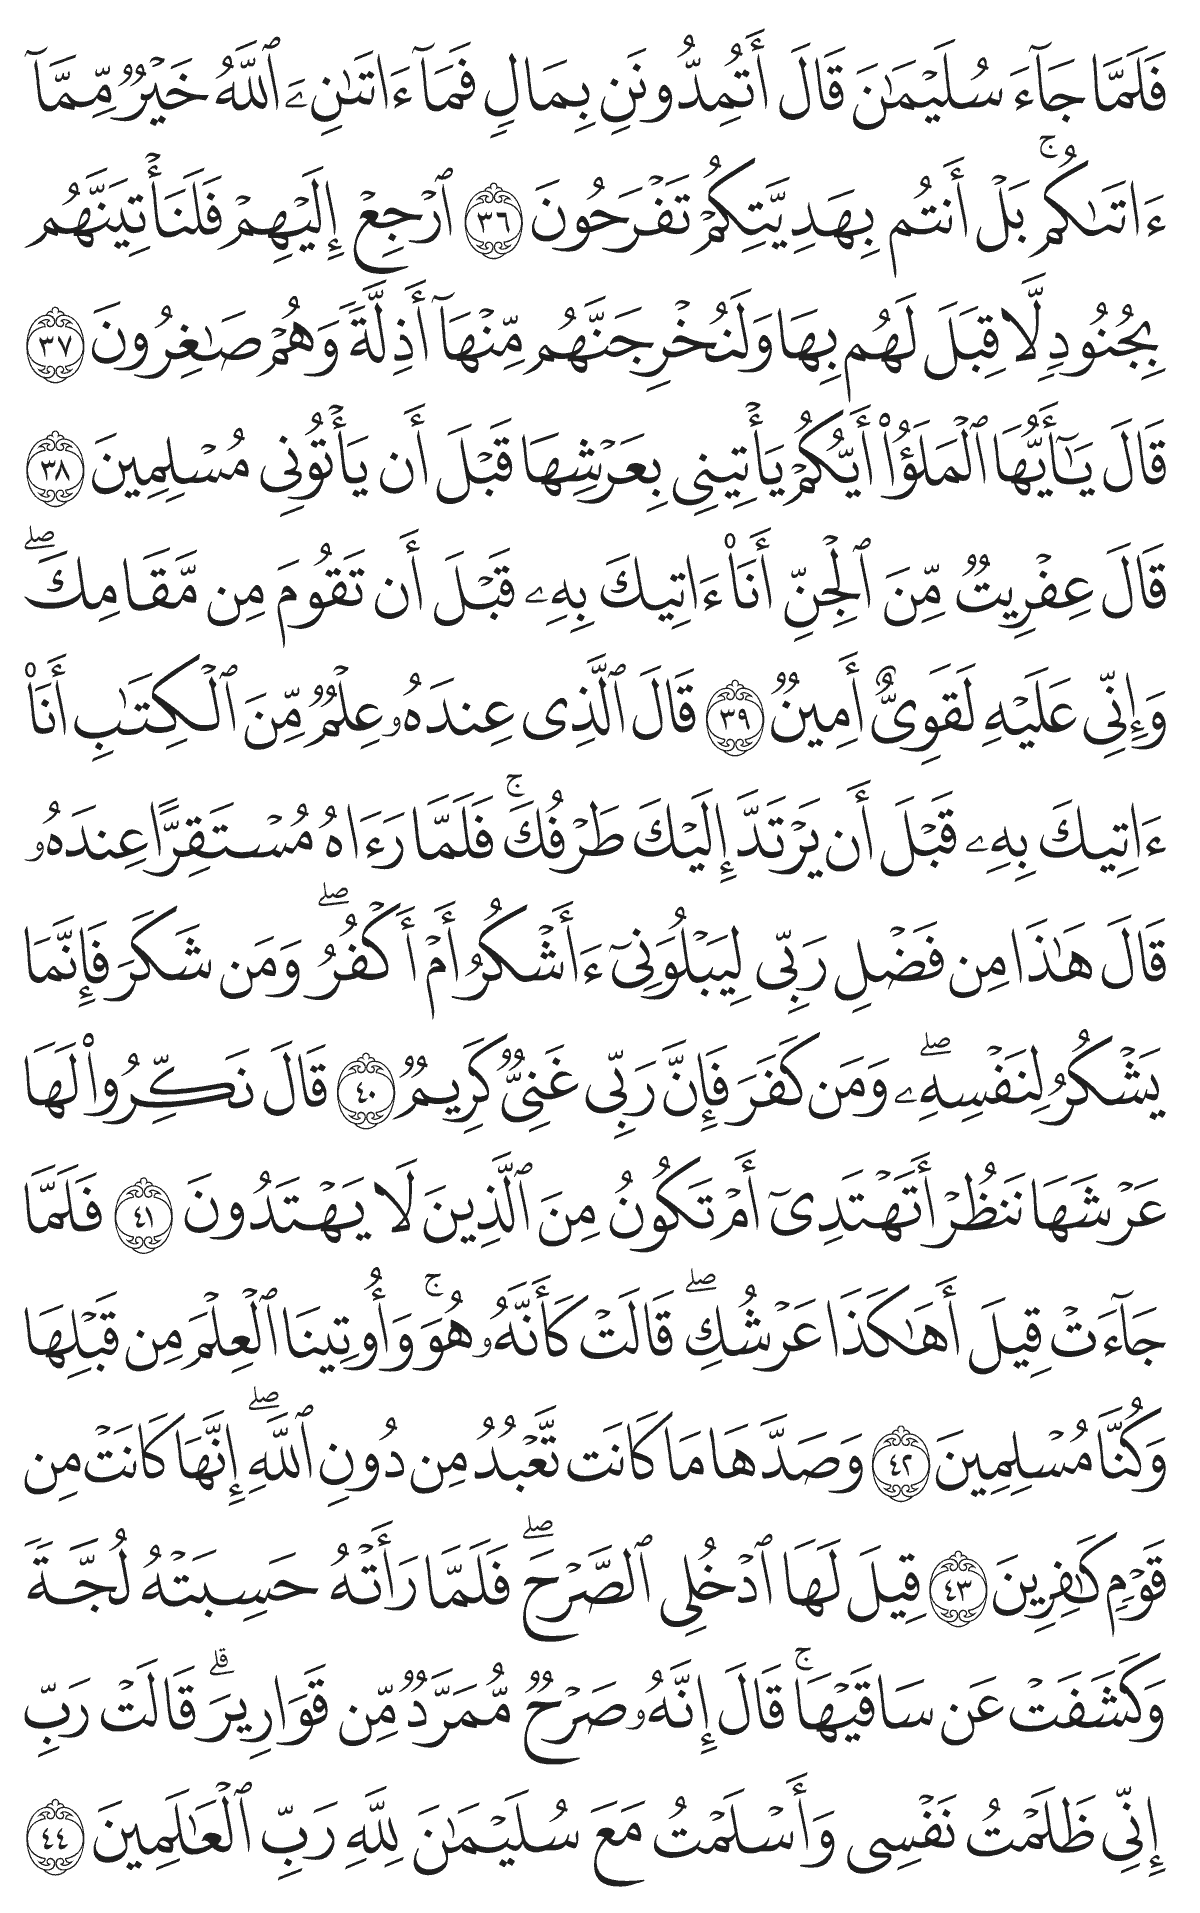 فَلَمَّا جَآءَ سُلَيْمَٰنَ قَالَ أَتُمِدُّونَنِ بِمَالٍ فَمَآ ءَاتَىٰنِۦَ ٱللَّهُ خَيْرٌ مِّمَّآ
ءَاتَىٰكُمۚ بَلْ أَنتُم بِهَدِيَّتِكُمْ تَفْرَحُونَ ٣٦ ٱرْجِعْ إِلَيْهِمْ فَلَنَأْتِيَنَّهُم
بِجُنُودٍ لَّا قِبَلَ لَهُم بِهَا وَلَنُخْرِجَنَّهُم مِّنْهَآ أَذِلَّةً وَهُمْ صَٰغِرُونَ ٣٧
قَالَ يَٰٓأَيُّهَا ٱلْمَلَؤُا۟ أَيُّكُمْ يَأْتِينِى بِعَرْشِهَا قَبْلَ أَن يَأْتُونِى مُسْلِمِينَ ٣٨
قَالَ عِفْرِيتٌ مِّنَ ٱلْجِنِّ أَنَا۠ ءَاتِيكَ بِهِۦ قَبْلَ أَن تَقُومَ مِن مَّقَامِكَۖ
وَإِنِّى عَلَيْهِ لَقَوِىٌّ أَمِينٌ ٣٩ قَالَ ٱلَّذِى عِندَهُۥ عِلْمٌ مِّنَ ٱلْكِتَٰبِ أَنَا۠
ءَاتِيكَ بِهِۦ قَبْلَ أَن يَرْتَدَّ إِلَيْكَ طَرْفُكَۚ فَلَمَّا رَءَاهُ مُسْتَقِرًّا عِندَهُۥ
قَالَ هَٰذَا مِن فَضْلِ رَبِّى لِيَبْلُوَنِىٓ ءَأَشْكُرُ أَمْ أَكْفُرُۖ وَمَن شَكَرَ فَإِنَّمَا
يَشْكُرُ لِنَفْسِهِۦۖ وَمَن كَفَرَ فَإِنَّ رَبِّى غَنِىٌّ كَرِيمٌ ٤٠ قَالَ نَكِّرُوا۟ لَهَا
عَرْشَهَا نَنظُرْ أَتَهْتَدِىٓ أَمْ تَكُونُ مِنَ ٱلَّذِينَ لَا يَهْتَدُونَ ٤١ فَلَمَّا
جَآءَتْ قِيلَ أَهَٰكَذَا عَرْشُكِۖ قَالَتْ كَأَنَّهُۥ هُوَۚ وَأُوتِينَا ٱلْعِلْمَ مِن قَبْلِهَا
وَكُنَّا مُسْلِمِينَ ٤٢ وَصَدَّهَا مَا كَانَت تَّعْبُدُ مِن دُونِ ٱللَّهِۖ إِنَّهَا كَانَتْ مِن
قَوْمٍ كَٰفِرِينَ ٤٣ قِيلَ لَهَا ٱدْخُلِى ٱلصَّرْحَۖ فَلَمَّا رَأَتْهُ حَسِبَتْهُ لُجَّةً
وَكَشَفَتْ عَن سَاقَيْهَاۚ قَالَ إِنَّهُۥ صَرْحٌ مُّمَرَّدٌ مِّن قَوَارِيرَۗ قَالَتْ رَبِّ
إِنِّى ظَلَمْتُ نَفْسِى وَأَسْلَمْتُ مَعَ سُلَيْمَٰنَ لِلَّهِ رَبِّ ٱلْعَٰلَمِينَ ٤٤